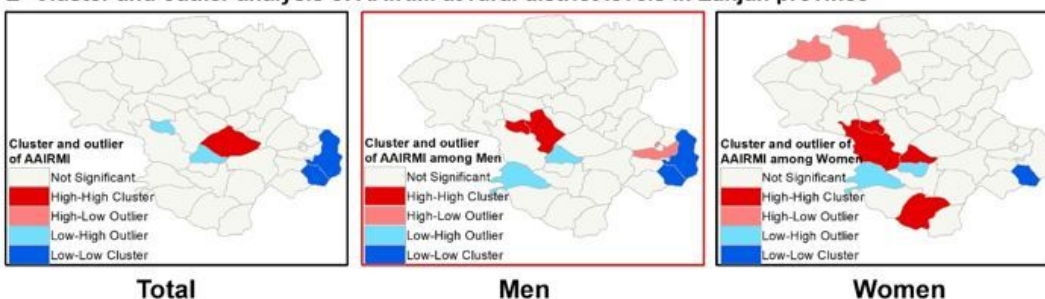 Cluster and outlier
of AAIRMI
Not Significant
High-High Cluster
High-Low Outlier
Low-High Outlier
Low-Low Cluster
Cluster and outlier
of AAIRMI among Men
Not Significant
High-High Cluster
High-Low Outlier
Low-High Outlier
Low-Low Cluster
Cluster and outlier of
AAIRMI among Women
Not Significant
High-High Cluster
High-Low Outlier
Low-High Outlier
Low-Low Cluster
Total
Men
Women